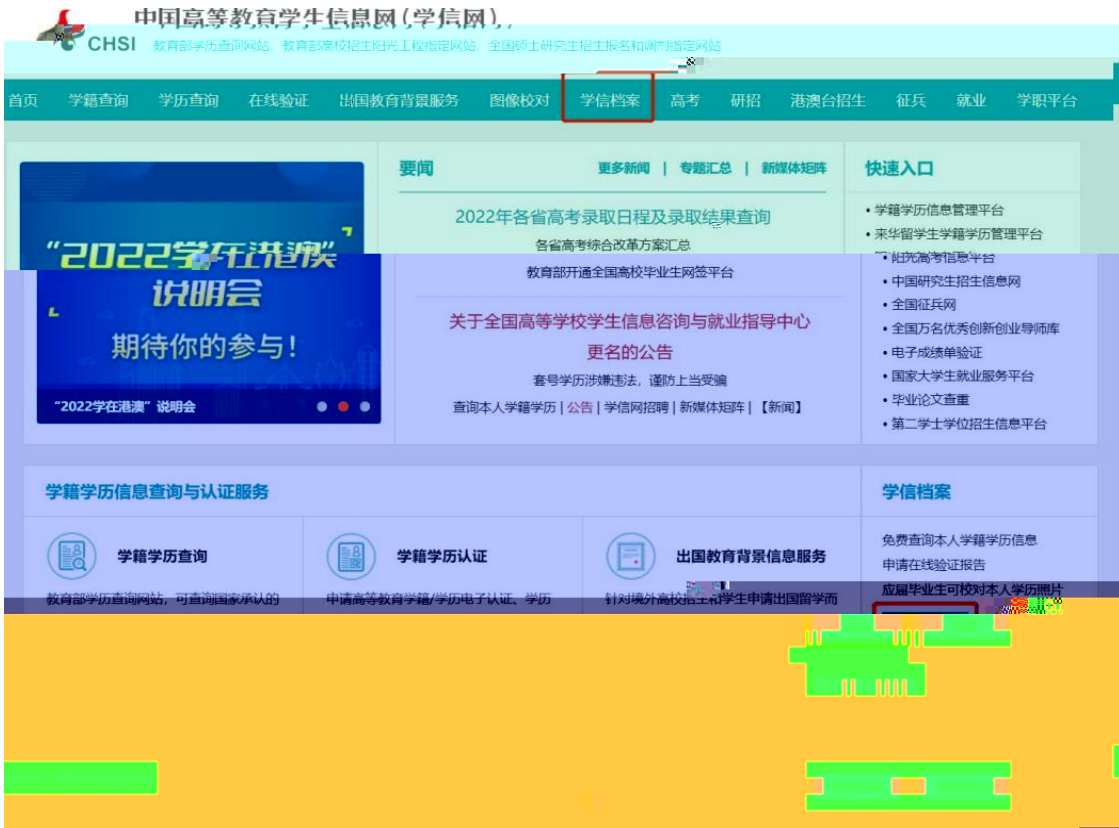 中国高等教育学生信息网(学信网)
CHSI 教育部学历查询网站、教育部高校招生阳光工程指定网站、全国硕士研究生招生报名和调剂指定网站
首页 学籍查询 学历查询 在线验证 出国教育背景服务 图像校对 学信档案 高考 研招 港澳台招生 征兵 就业 学职平台
“2022学在港澳”
说明会
期待你的参与!
“2022学在港澳”说明会
要闻 更多新闻 | 专题汇总 | 新媒体矩阵
2022年各省高考录取日程及录取结果查询
各省高考综合改革方案汇总
教育部开通全国高校毕业生网签平台
关于全国高等学校学生信息咨询与就业指导中心
更名的公告
套号学历涉嫌违法，谨防上当受骗
查询本人学籍学历 | 公告 | 学信网招聘 | 新媒体矩阵 | 【新闻】
快速入口
• 学籍学历信息管理平台
• 来华留学生学籍学历管理平台
• 阳光高考信息平台
• 中国研究生招生信息网
• 全国征兵网
• 全国万名优秀创新创业导师库
• 电子成绩单验证
• 国家大学生就业服务平台
• 毕业论文查重
• 第二学士学位招生信息平台
学籍学历信息查询与认证服务
学籍学历查询
教育部学历查询网站，可查询国家承认的
学籍学历认证
申请高等教育学籍/学历电子认证、学历
出国教育背景信息服务
针对境外高校招生和学生申请出国留学而
学信档案
免费查询本人学籍学历信息
申请在线验证报告
应届毕业生可校对本人学历照片